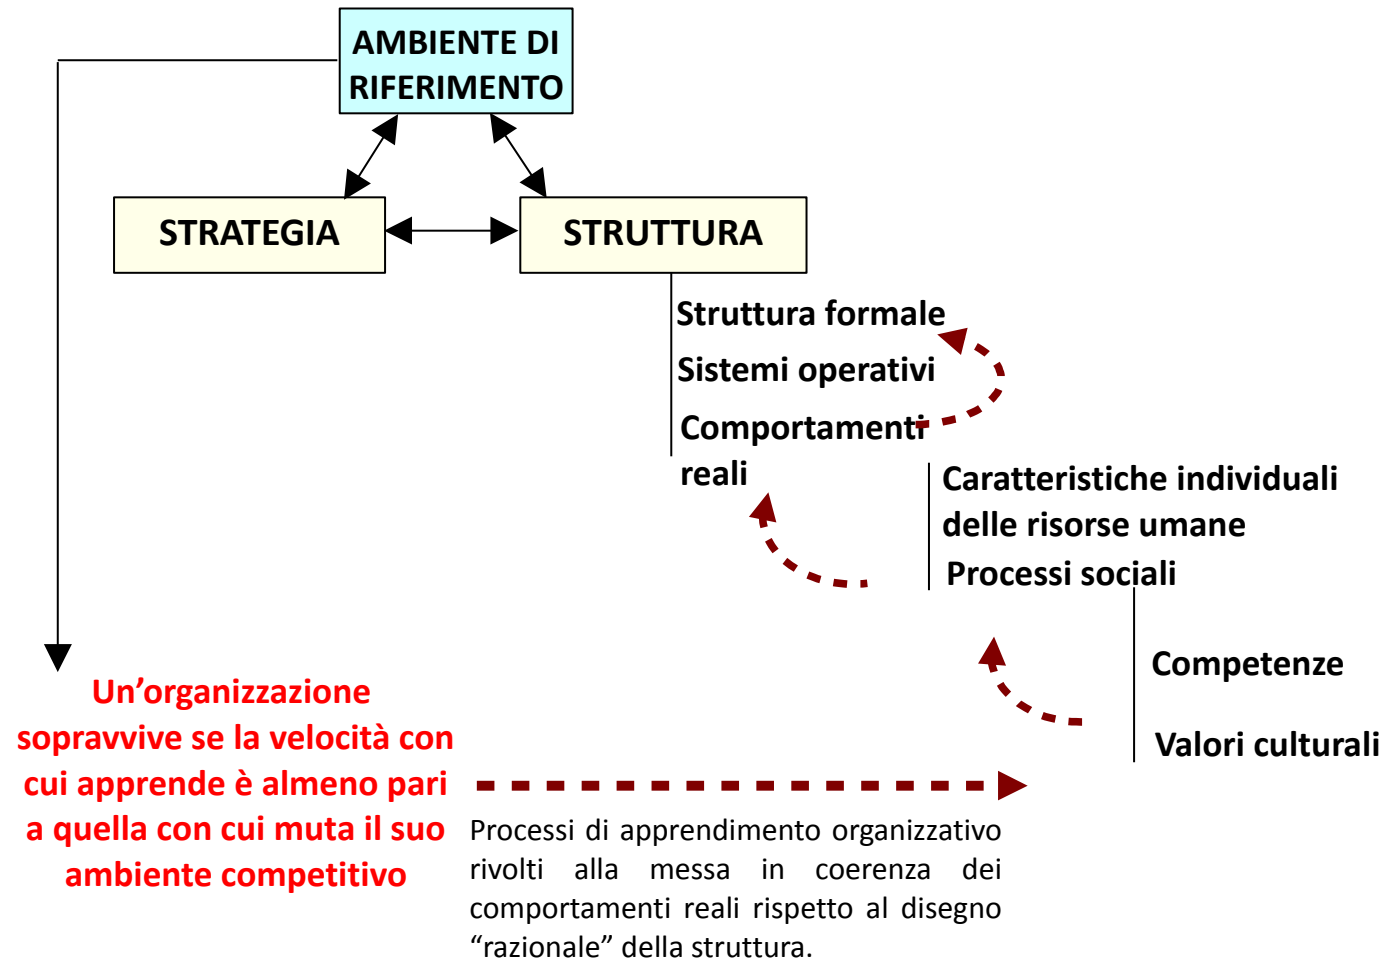 AMBIENTE DI
RIFERIMENTO
STRATEGIA
STRUTTURA
Struttura formale
Sistemi operativi
Comportamenti
reali
Caratteristiche individuali
delle risorse umane
Processi sociali
Competenze
Valori culturali
Un’organizzazione
sopravvive se la velocità con
cui apprende è almeno pari
a quella con cui muta il suo
ambiente competitivo
Processi di apprendimento organizzativo
rivolti alla messa in coerenza dei
comportamenti reali rispetto al disegno
“razionale” della struttura.